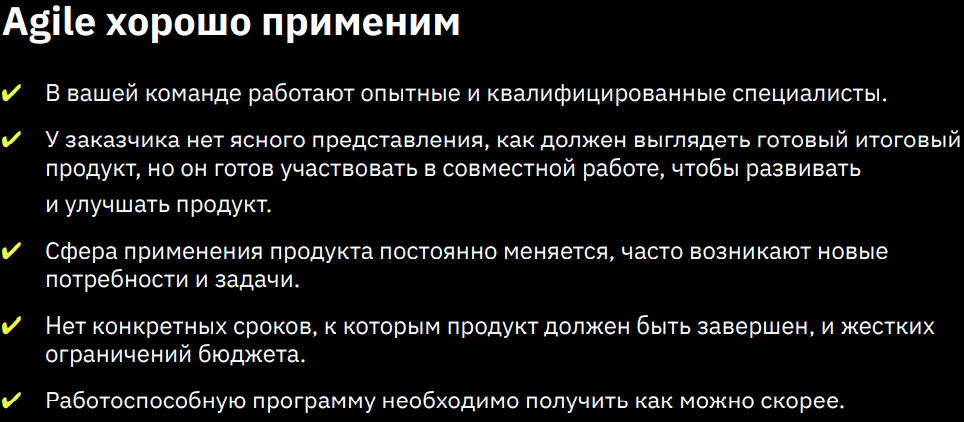 Agile хорошо применим
✔ В вашей команде работают опытные и квалифицированные специалисты.
✔ У заказчика нет ясного представления, как должен выглядеть готовый итоговый
продукт, но он готов участвовать в совместной работе, чтобы развивать
и улучшать продукт.
✔ Сфера применения продукта постоянно меняется, часто возникают новые
потребности и задачи.
✔ Нет конкретных сроков, к которым продукт должен быть завершен, и жестких
ограничений бюджета.
✔ Работоспособную программу необходимо получить как можно скорее.